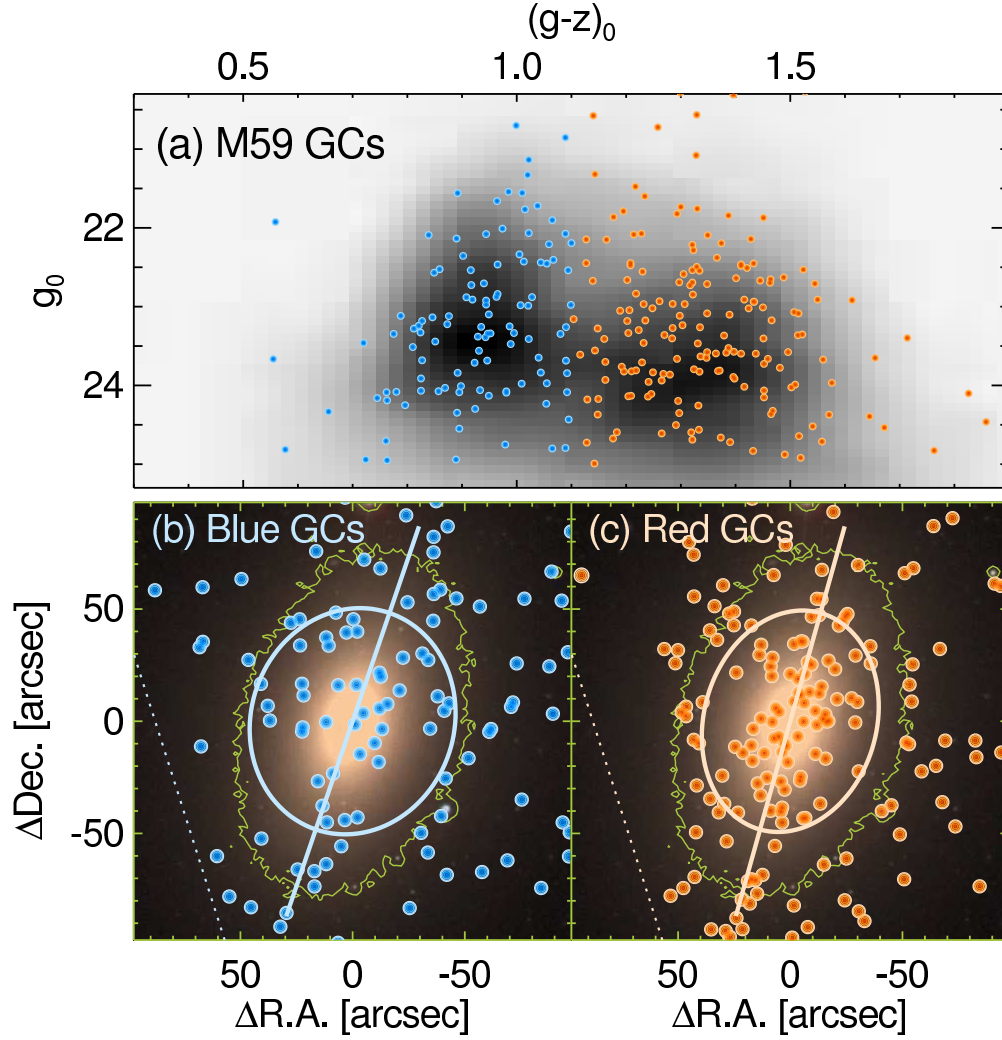 (g-z)0
0.5 1.0 1.5
(a) M59 GCs
g0
22
24
(b) Blue GCs
(c) Red GCs
ΔDec. [arcsec]
50
0
-50
50 0 -50 50 0 -50
ΔR.A. [arcsec] ΔR.A. [arcsec]